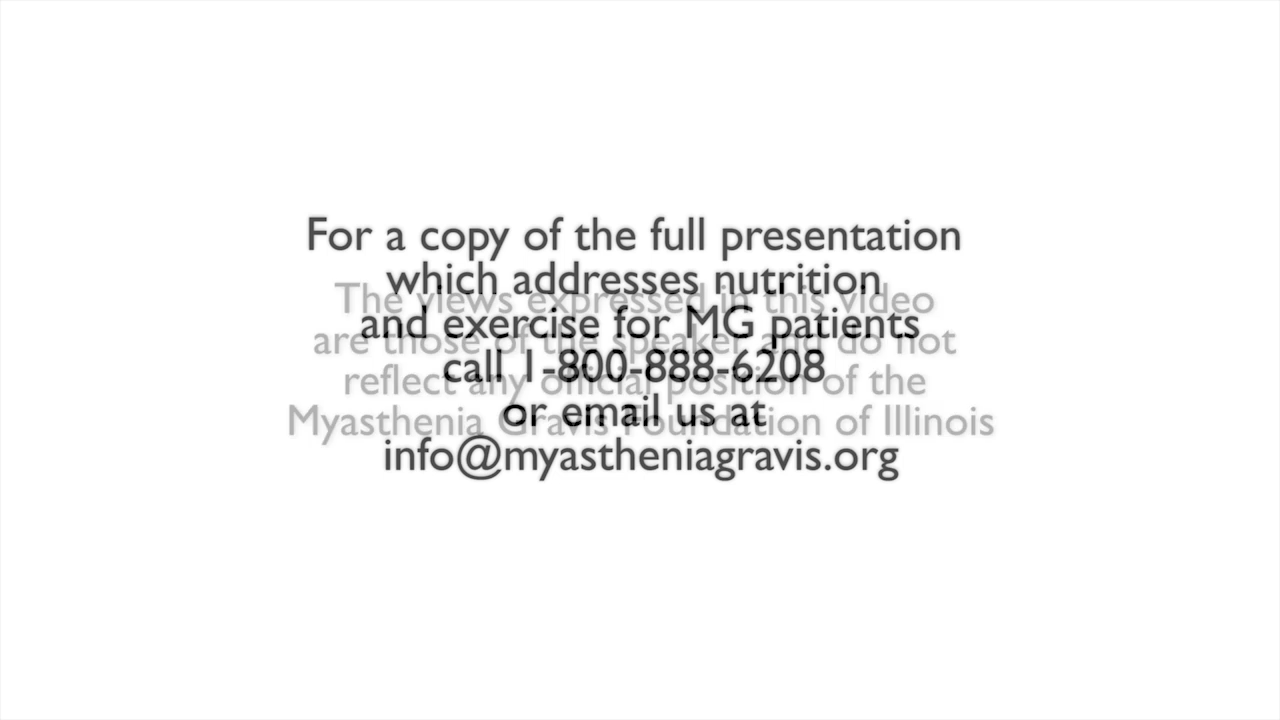 For a copy of the full presentation
which addresses nutrition
and exercise for MG patients
call 1-800-888-6208
or email us at
info@myastheniagravis.org
The views expressed in this video
are those of the speaker and do not
reflect any official position of the
Myasthenia Gravis Foundation of Illinois